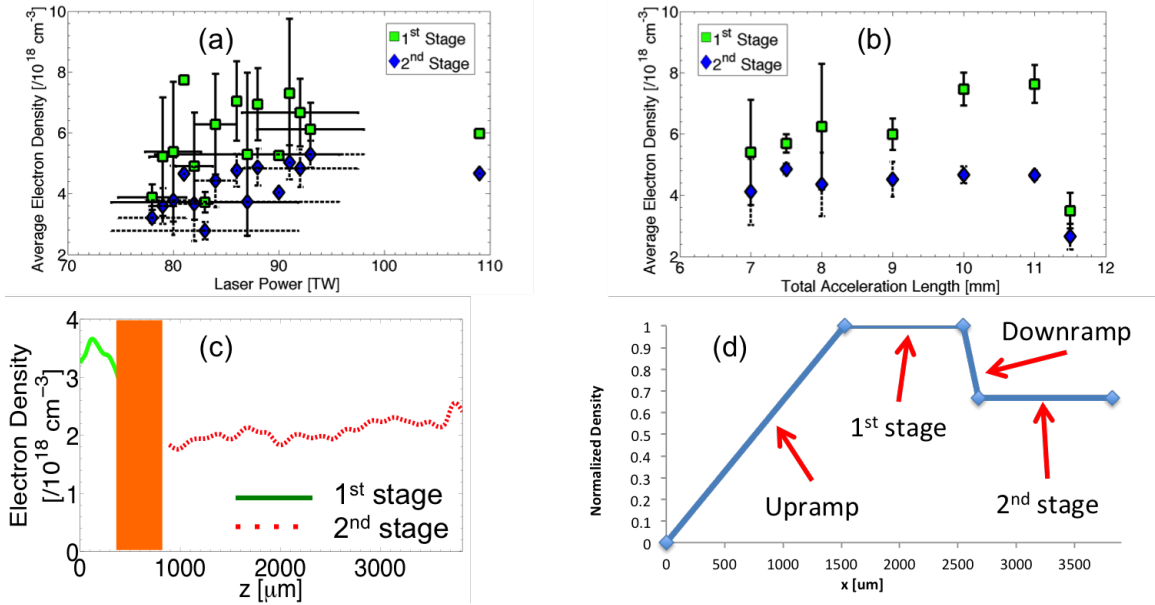 (a)
1st Stage
2nd Stage
Average Electron Density [/10^18 cm^-3]
10
8
6
4
2
70 80 90 100 110
Laser Power [TW]
(b)
1st Stage
2nd Stage
Average Electron Density [/10^18 cm^-3]
10
8
6
4
2
6 7 8 9 10 11 12
Total Acceleration Length [mm]
(c)
Electron Density
[/10^18 cm^-3]
4
3
2
1
0
1st stage
2nd stage
0 1000 2000 3000
z [μm]
(d)
Normalized Density
1
0.9
0.8
0.7
0.6
0.5
0.4
0.3
0.2
0.1
0
Downramp
1st stage
Upramp
2nd stage
0 500 1000 1500 2000 2500 3000 3500
x [um]